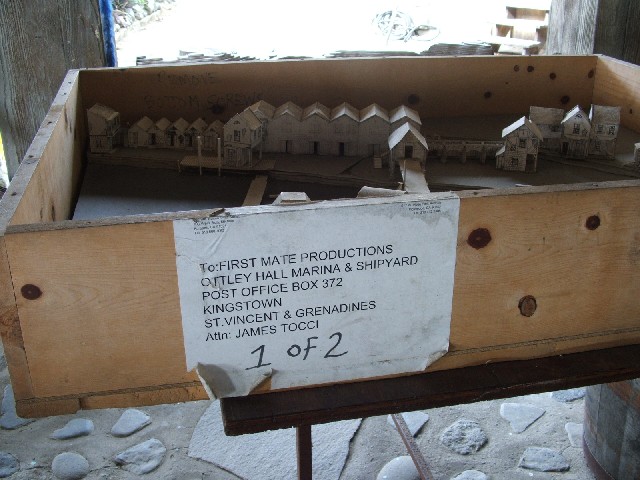 To:FIRST MATE PRODUCTIONS
OTTLEY HALL MARINA & SHIPYARD
POST OFFICE BOX 372
KINGSTOWN
ST.VINCENT & GRENADINES
Attn: JAMES TOCCI
1 OF 2